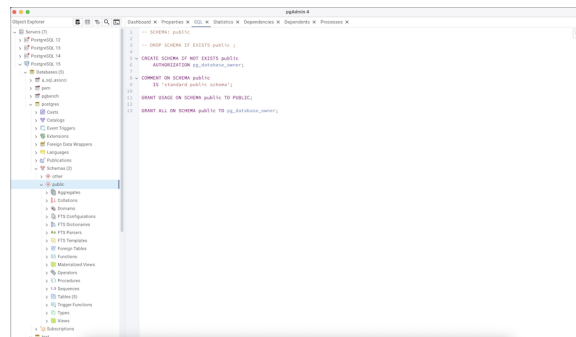 pgAdmin 4
Object Explorer
Dashboard Properties SQL Statistics Dependencies Dependents Processes
Servers (7)
PostgreSQL 12
PostgreSQL 13
PostgreSQL 14
PostgreSQL 15
Databases (5)
pem
pgbench
postgres
Casts
Catalogs
Event Triggers
Extensions
Foreign Data Wrappers
Languages
Publications
Schemas (2)
other
public
Aggregates
Collations
Domains
FTS Configurations
FTS Dictionaries
FTS Parsers
FTS Templates
Foreign Tables
Functions
Materialized Views
Operators
Procedures
1..3 Sequences
Tables (5)
Trigger Functions
Types
Views
Subscriptions
1 -- SCHEMA: public
2
3 -- DROP SCHEMA IF EXISTS public ;
4
5 CREATE SCHEMA IF NOT EXISTS public
6 AUTHORIZATION pg_database_owner;
7
8 COMMENT ON SCHEMA public
9 IS 'standard public schema';
10
11 GRANT USAGE ON SCHEMA public TO PUBLIC;
12
13 GRANT ALL ON SCHEMA public TO pg_database_owner;